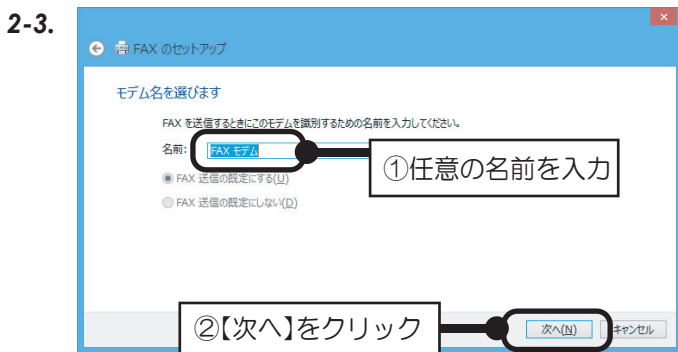 2-3.
FAX のセットアップ
モデム名を選びます
FAX を送信するときにこのモデムを識別するための名前を入力してください。
名前: FAX モデム
①任意の名前を入力
FAX 送信の既定にする(U)
FAX 送信の既定にしない(D)
②【次へ】をクリック
次へ(N) キャンセル